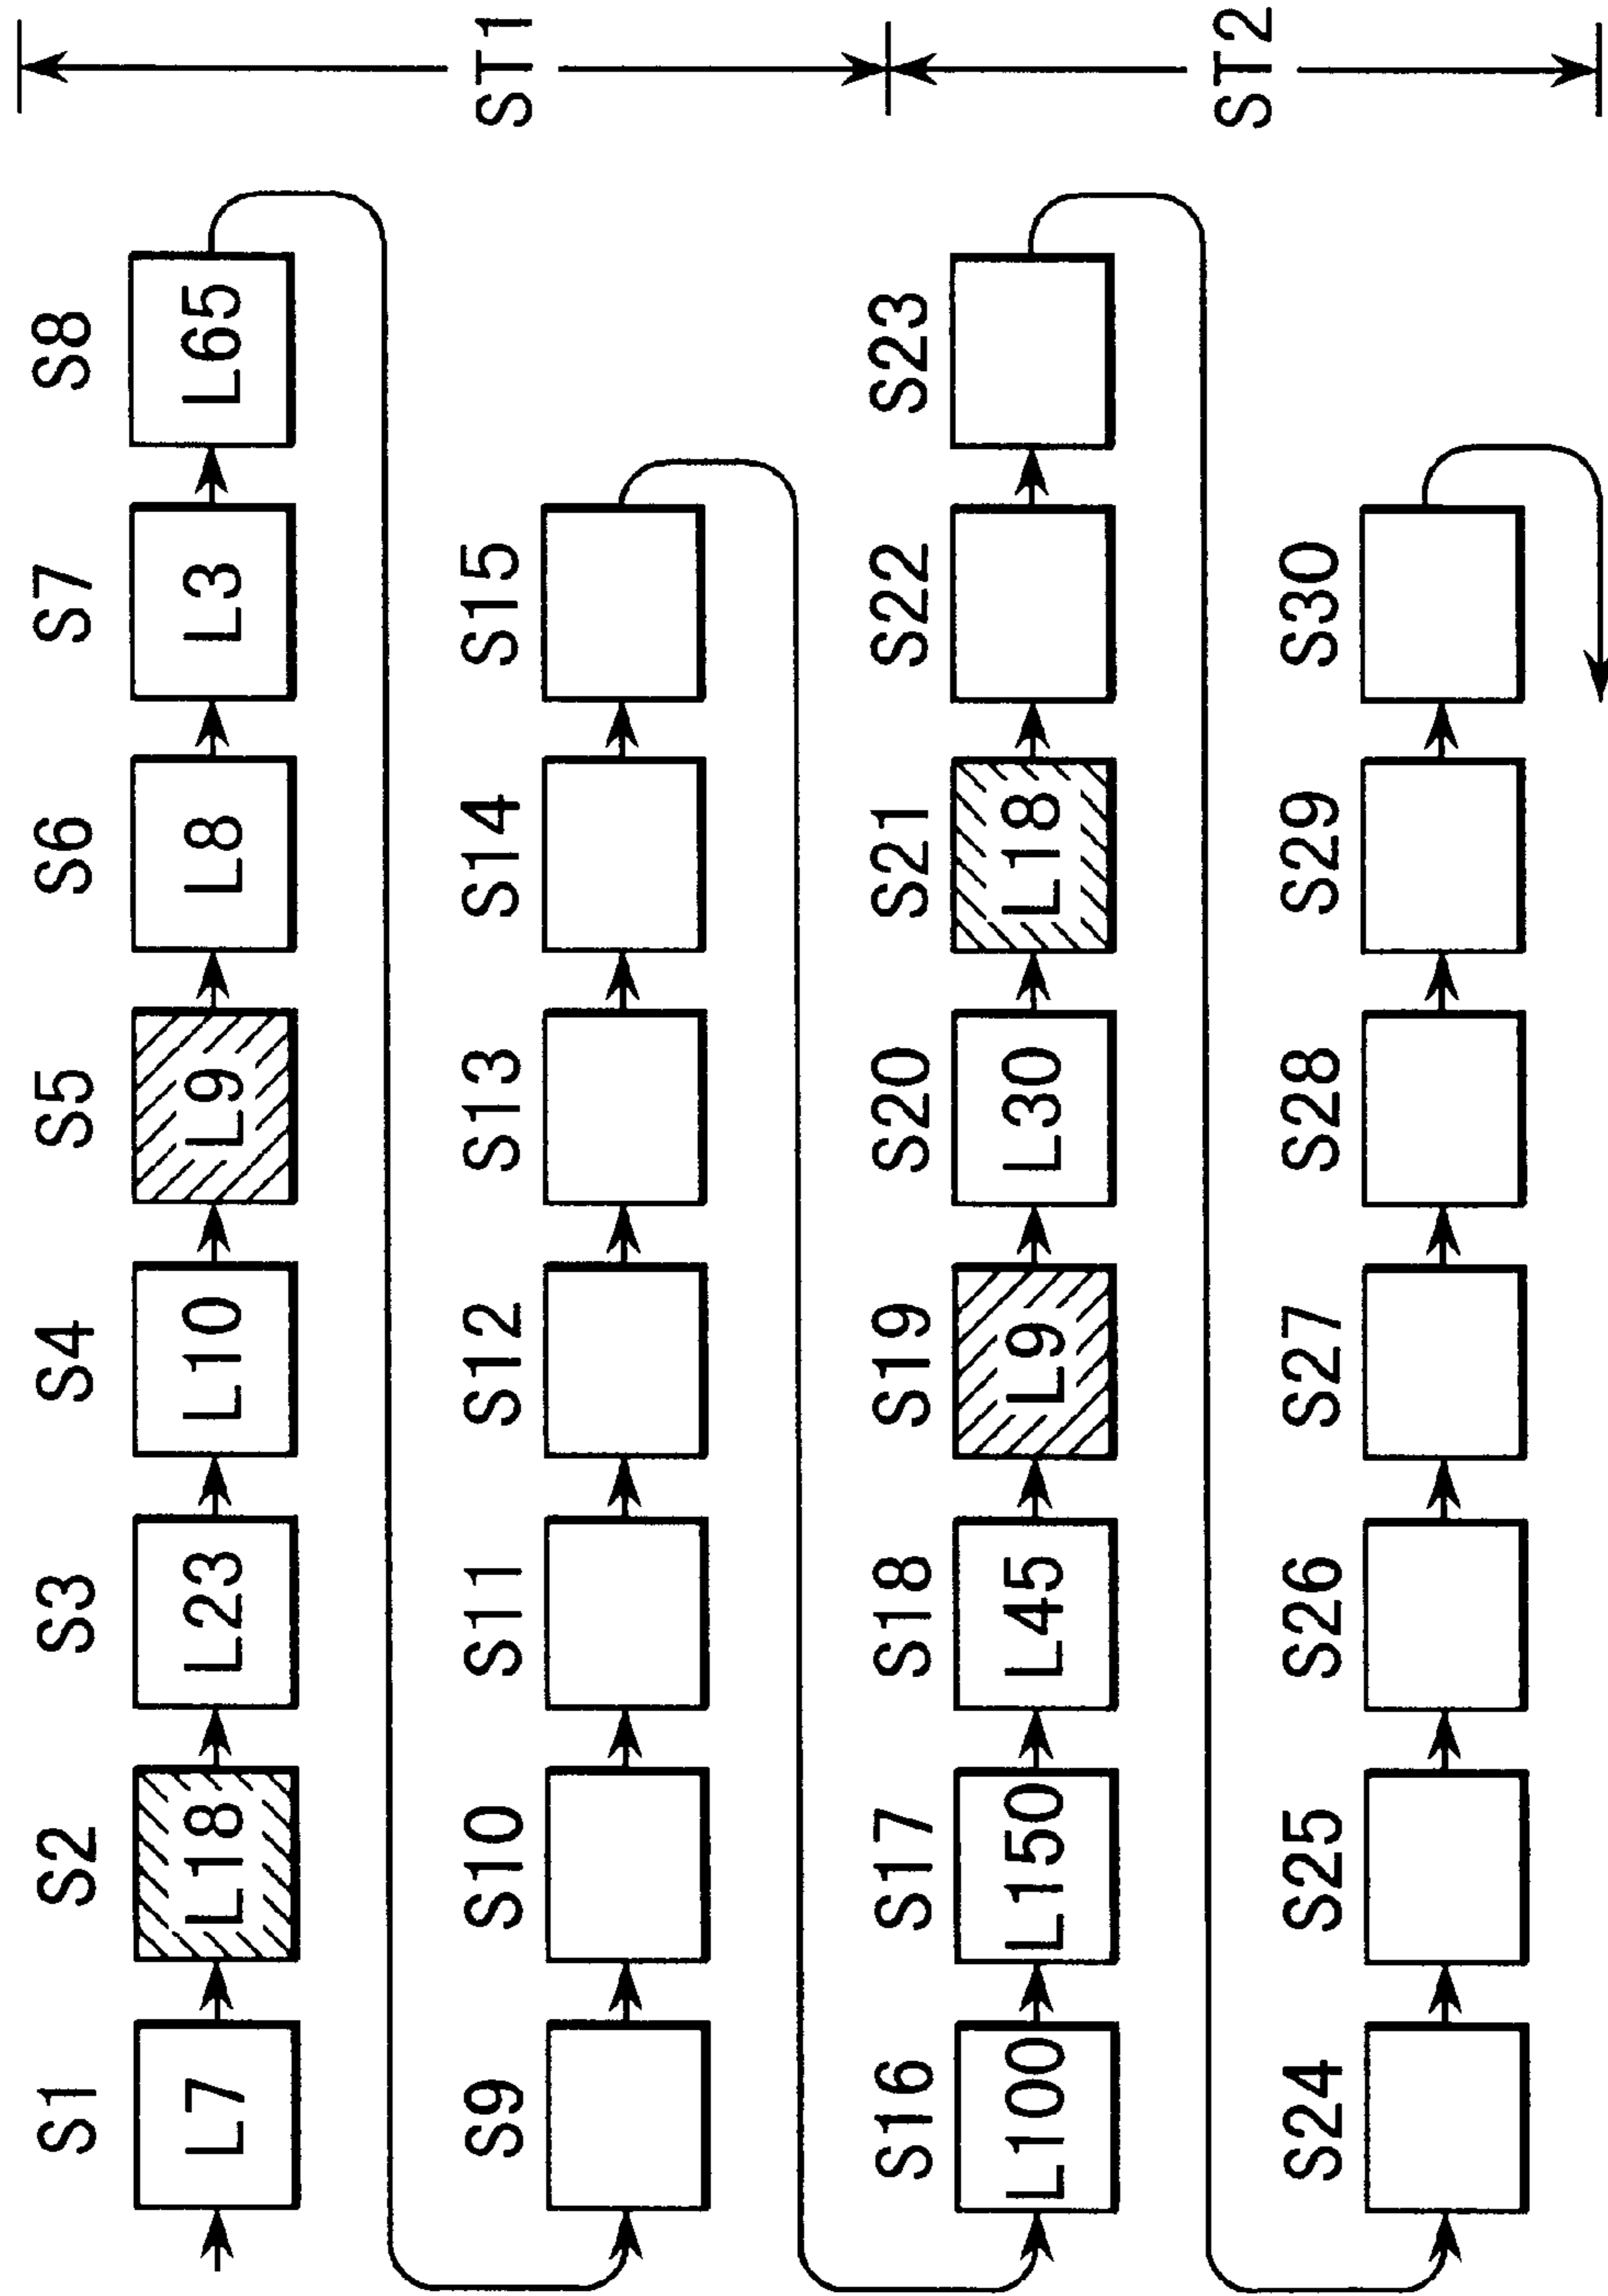 S1 S2 S3 S4 S5 S6 S7 S8
L7 L18 L23 L10 L9 L8 L3 L65
ST1
S9 S10 S11 S12 S13 S14 S15
S16 S17 S18 S19 S20 S21 S22 S23
L100 L150 L45 L9 L30 L18
ST2
S24 S25 S26 S27 S28 S29 S30